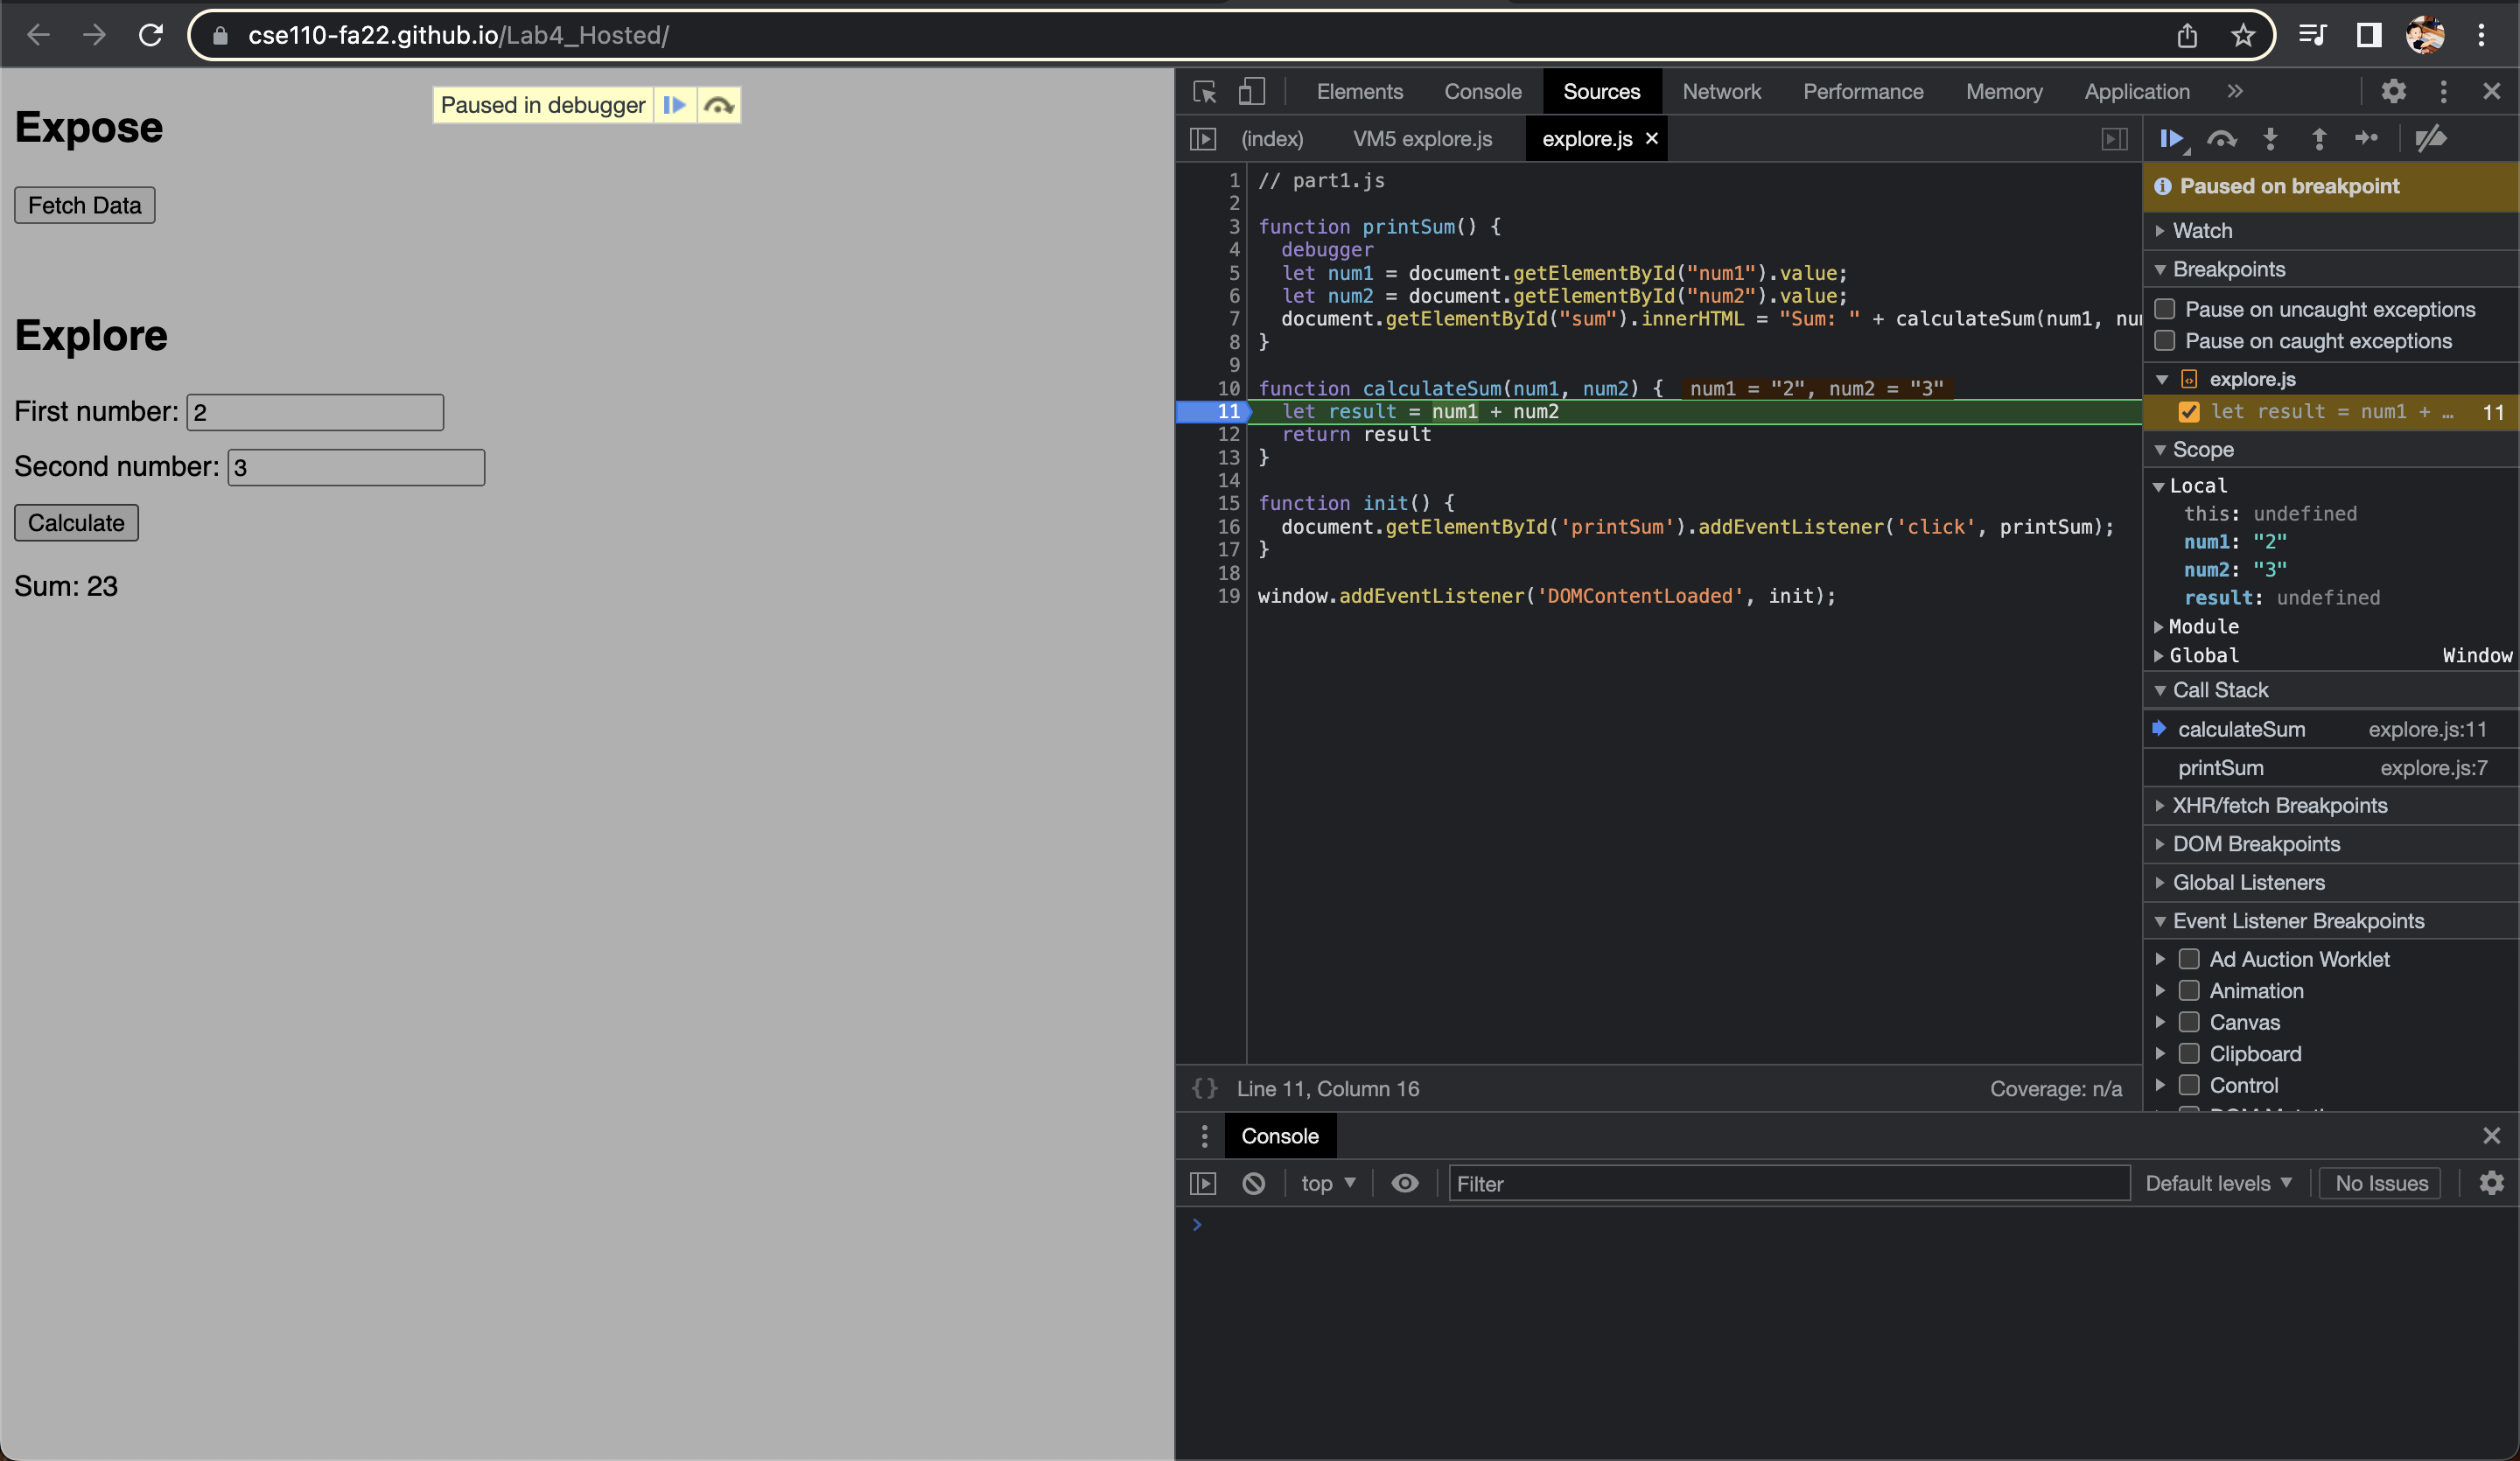 cse110-fa22.github.io/Lab4_Hosted/
Expose
Paused in debugger
Fetch Data
Explore
First number: 2
Second number: 3
Calculate
Sum: 23
Elements Console Sources Network Performance Memory Application »
(index) VM5 explore.js explore.js ×
1 // part1.js
2
3 function printSum() {
4 debugger
5 let num1 = document.getElementById("num1").value;
6 let num2 = document.getElementById("num2").value;
7 document.getElementById("sum").innerHTML = "Sum: " + calculateSum(num1,
8 }
9
10 function calculateSum(num1, num2) { num1 = "2", num2 = "3"
11 let result = num1 + num2
12 return result
13 }
14
15 function init() {
16 document.getElementById('printSum').addEventListener('click', printSum);
17 }
18
19 window.addEventListener('DOMContentLoaded', init);
{} Line 11, Column 16 Coverage: n/a
Paused on breakpoint
Watch
Breakpoints
Pause on uncaught exceptions
Pause on caught exceptions
explore.js
let result = num1 + … 11
Scope
Local
this: undefined
num1: "2"
num2: "3"
result: undefined
Module
Global Window
Call Stack
calculateSum explore.js:11
printSum explore.js:7
XHR/fetch Breakpoints
DOM Breakpoints
Global Listeners
Event Listener Breakpoints
Ad Auction Worklet
Animation
Canvas
Clipboard
Control
Console
top Filter Default levels No Issues